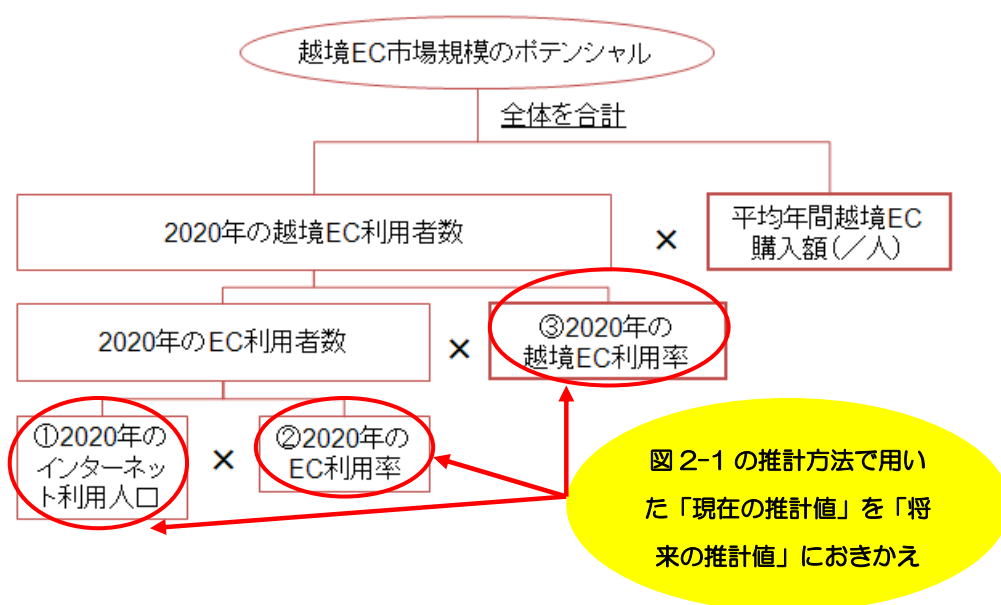 越境EC市場規模のポテンシャル
全体を合計
2020年の越境EC利用者数
×
平均年間越境EC
購入額(／人)
2020年のEC利用者数
×
③2020年の
越境EC利用率
①2020年の
インターネッ
ト利用人口
×
②2020年の
EC利用率
図 2-1 の推計方法で用い
た「現在の推計値」を「将
来の推計値」におきかえ